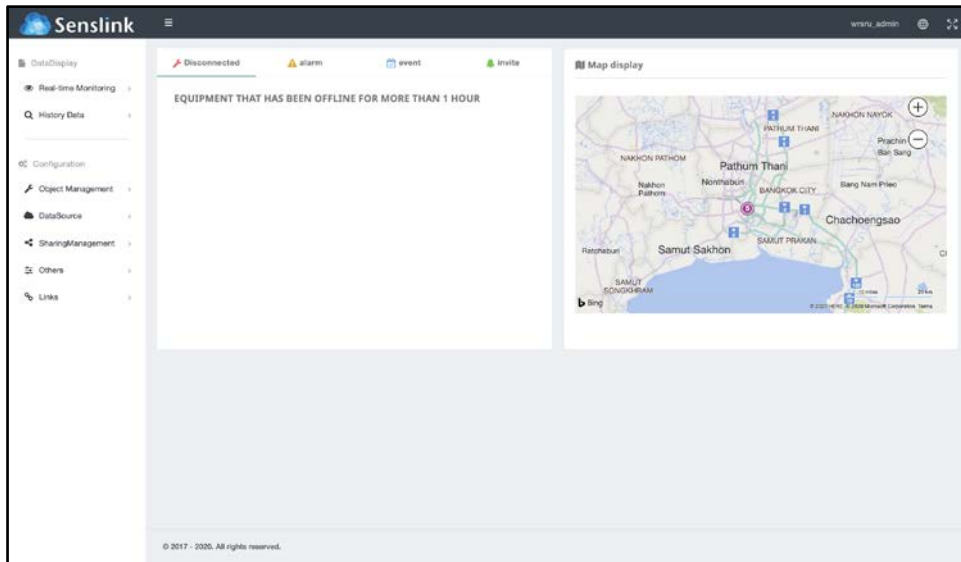 Senslink
wrsru_admin
DataDisplay
Real-time Monitoring
History Data
Configuration
Object Management
DataSource
SharingManagement
Others
Links
Disconnected
alarm
event
invite
EQUIPMENT THAT HAS BEEN OFFLINE FOR MORE THAN 1 HOUR
Map display
NAKHON NAYOK
PATHUM THANI
Prachin
Ban Sang
NAKHON PATHOM
Pathum Thani
Nakhon
Pathom
Nonthaburi
BANGKOK CITY
Bang Nam Prieo
Chachoengsao
Ratchaburi
Samut Sakhon
SAMUT PRAKAN
SAMUT
SONGKHRAM
Bing
© 2017 - 2020. All rights reserved.